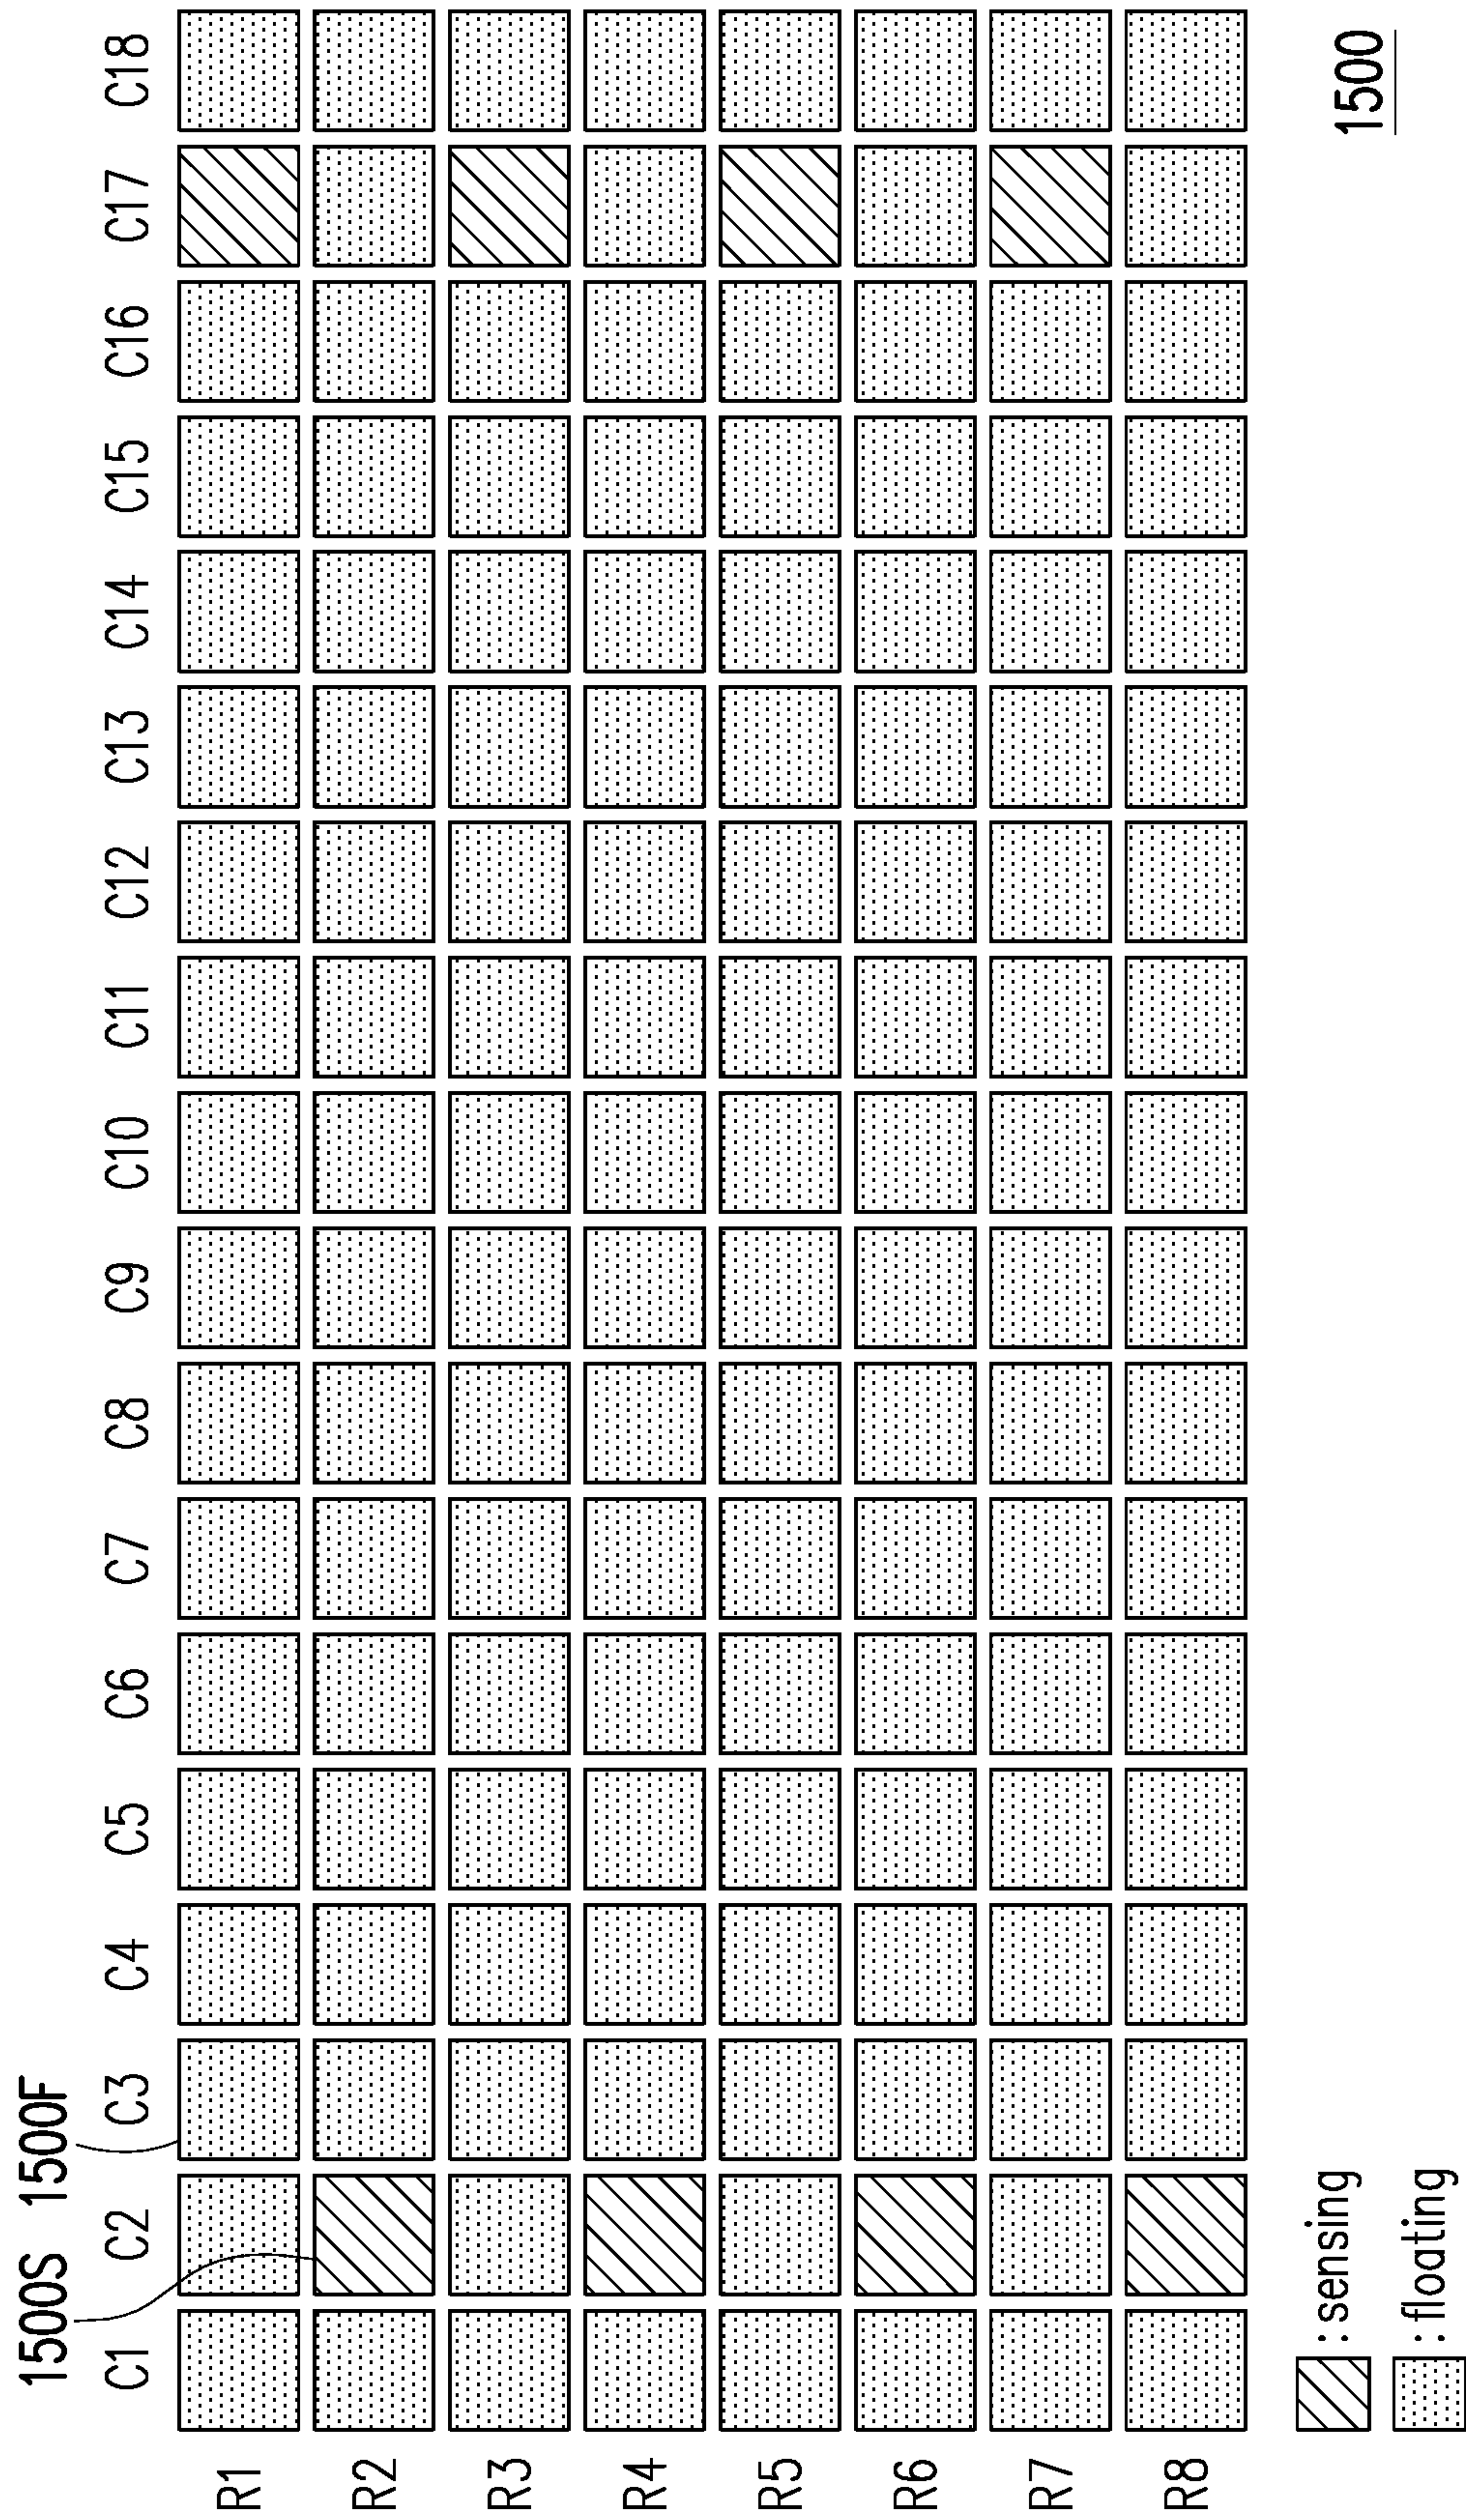 1500S 1500F
C1 C2 C3 C4 C5 C6 C7 C8 C9 C10 C11 C12 C13 C14 C15 C16 C17 C18
R1
R2
R3
R4
R5
R6
R7
R8
: sensing
: floating
1500